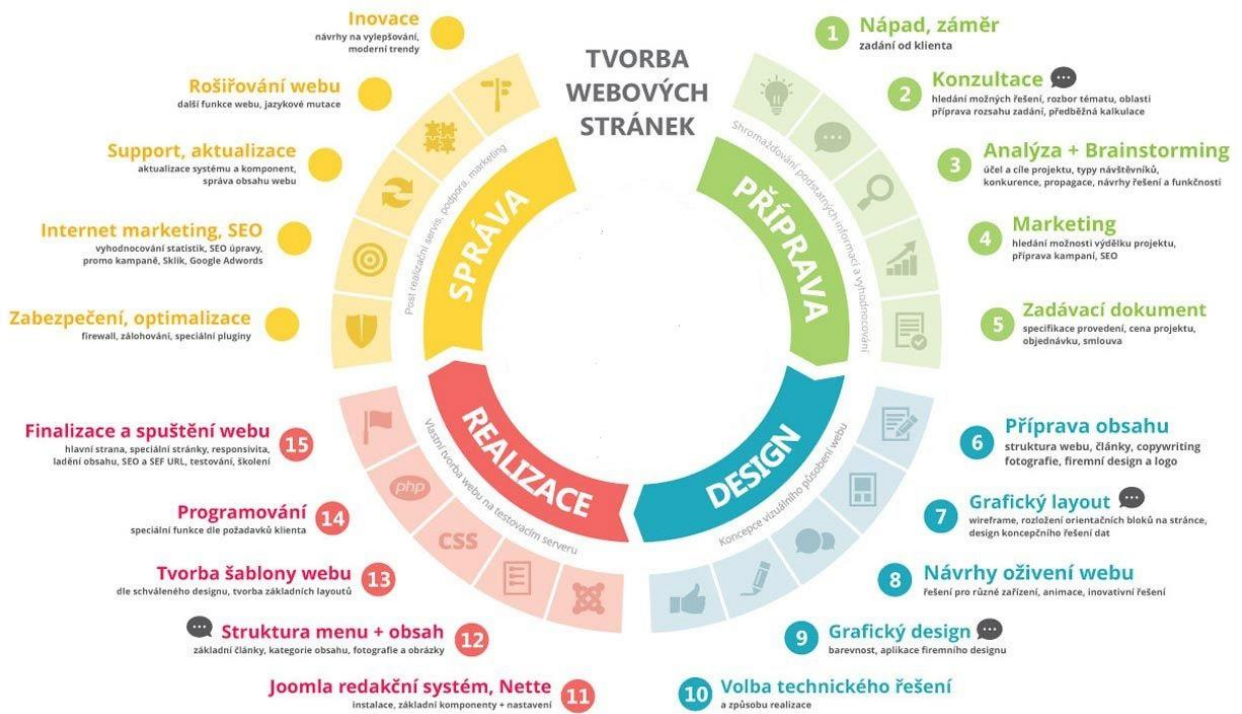 TVORBA
WEBOVÝCH
STRÁNEK
1
Nápad, záměr
zadání od klienta
2
Konzultace
hledání možných řešení, rozbor tématu, oblasti
příprava rozsahu zadání, předběžná kalkulace
3
Analýza + Brainstorming
účel a cíle projektu, typy návštěvníků,
konkurence, propagace, návrhy řešení a funkčnosti
4
Marketing
hledání možnosti výdělku projektu,
příprava kampaní, SEO
5
Zadávací dokument
specifikace provedení, cena projektu,
objednávku, smlouva
PŘÍPRAVA
Shromažďování podstatných informací a vyhodnocování
6
Příprava obsahu
struktura webu, články, copywriting
fotografie, firemní design a logo
7
Grafický layout
wireframe, rozložení orientačních bloků na stránce,
design koncepčního řešení dat
8
Návrhy oživení webu
řešení pro různé zařízení, animace, inovativní řešení
9
Grafický design
barevnost, aplikace firemního designu
10
Volba technického řešení
a způsobu realizace
DESIGN
Koncepce vizuálního působení webu
11
Joomla redakční systém, Nette
instalace, základní komponenty + nastavení
12
Struktura menu + obsah
základní články, kategorie obsahu, fotografie a obrázky
13
Tvorba šablony webu
dle schváleného designu, tvorba základních layoutů
14
Programování
speciální funkce dle požadavků klienta
15
Finalizace a spuštění webu
hlavní strana, speciální stránky, responsivita,
ladění obsahu, SEO a SEF URL, testování, školení
REALIZACE
Vlastní tvorba webu na testovacím serveru
php
CSS
Zabezpečení, optimalizace
firewall, zálohování, speciální pluginy
Internet marketing, SEO
vyhodnocování statistik, SEO úpravy,
promo kampaně, Sklik, Google Adwords
Support, aktualizace
aktualizace systému a komponent,
správa obsahu webu
Rošiřování webu
další funkce webu, jazykové mutace
Inovace
návrhy na vylepšování,
moderní trendy
SPRÁVA
Post realizační servis, podpora, marketing